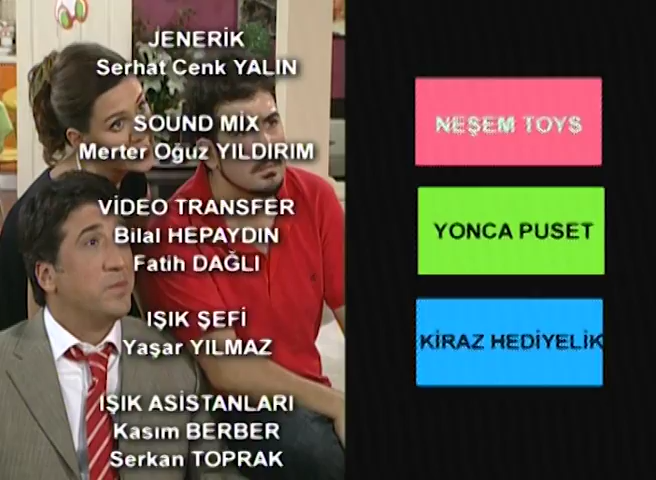 JENERİK
Serhat Cenk YALIN
SOUND MİX
Merter Oğuz YILDIRIM
VİDEO TRANSFER
Bilal HEPAYDIN
Fatih DAĞLI
IŞIK ŞEFİ
Yaşar YILMAZ
IŞIK ASİSTANLARI
Kasım BERBER
Serkan TOPRAK
NEŞEM TOYS
YONCA PUSET
KİRAZ HEDİYELİK